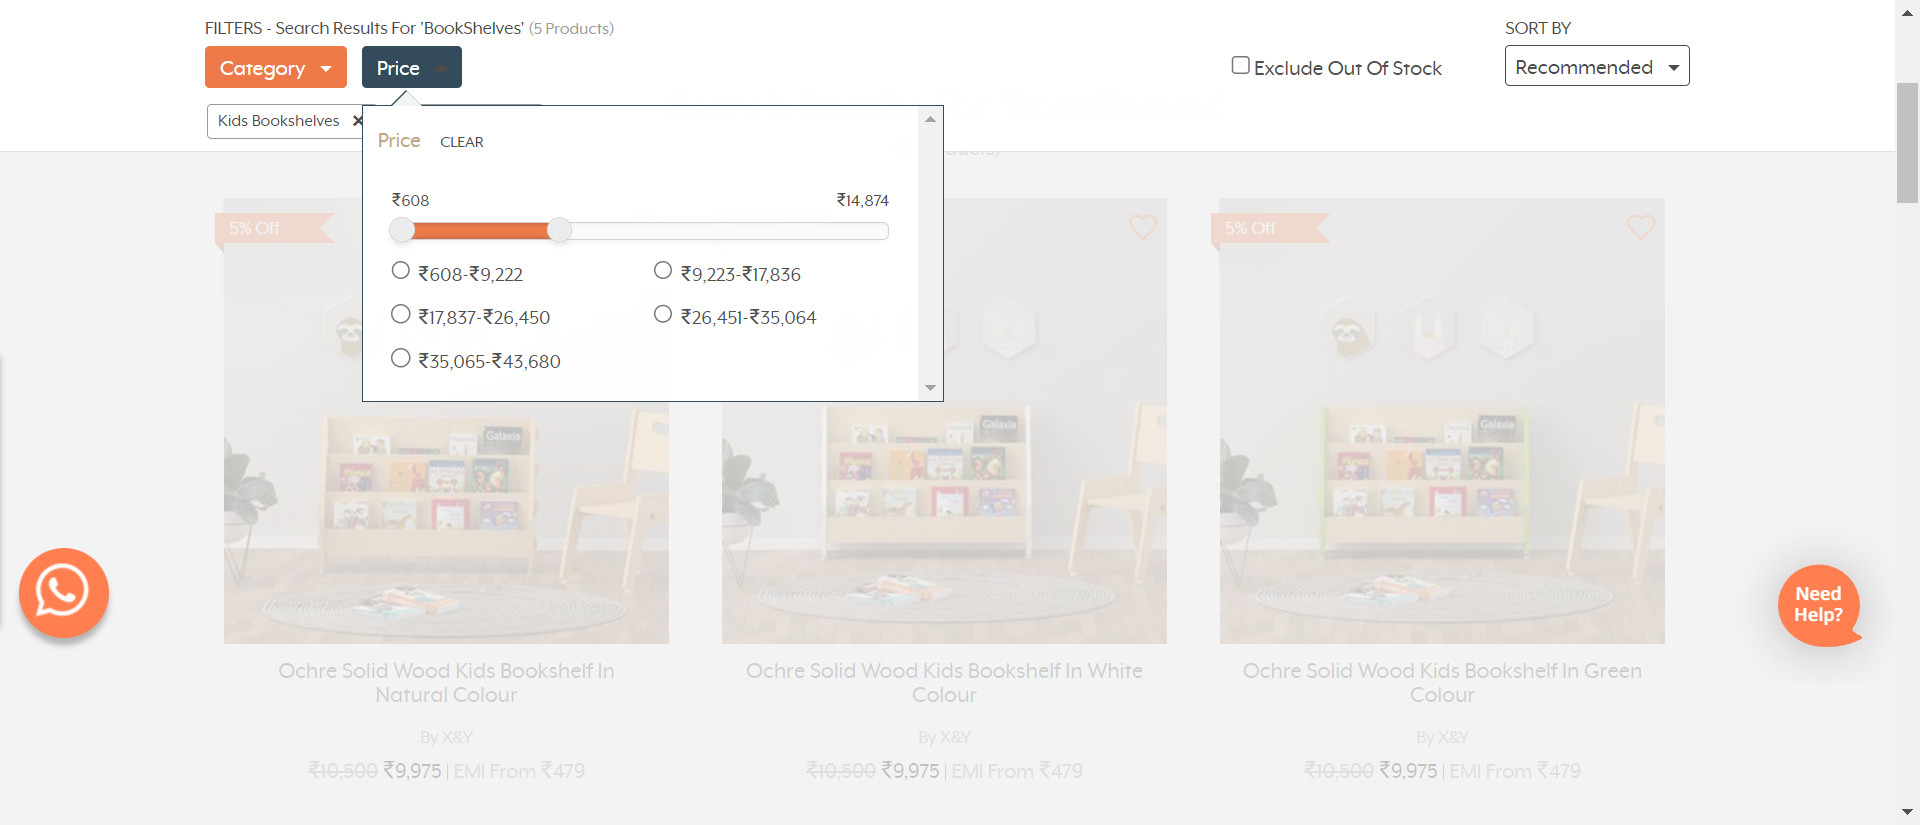 FILTERS - Search Results For 'BookShelves' (5 Products)
SORT BY
Category
Price
Exclude Out Of Stock
Recommended
Kids Bookshelves ×
Price CLEAR
₹608 ₹14,874
₹608-₹9,222 ₹9,223-₹17,836
₹17,837-₹26,450 ₹26,451-₹35,064
₹35,065-₹43,680
5% Off
5% Off
Galaxia
Galaxia
Galaxia
Need
Help?
Ochre Solid Wood Kids Bookshelf In
Natural Colour
By X&Y
₹10,500 ₹9,975 | EMI From ₹479
Ochre Solid Wood Kids Bookshelf In White
Colour
By X&Y
₹10,500 ₹9,975 | EMI From ₹479
Ochre Solid Wood Kids Bookshelf In Green
Colour
By X&Y
₹10,500 ₹9,975 | EMI From ₹479